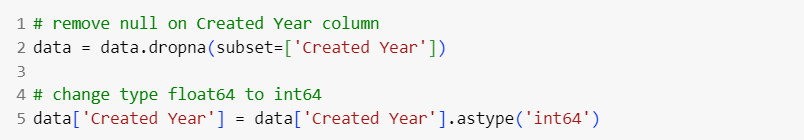 1 # remove null on Created Year column
2 data = data.dropna(subset=['Created Year'])
3
4 # change type float64 to int64
5 data['Created Year'] = data['Created Year'].astype('int64')